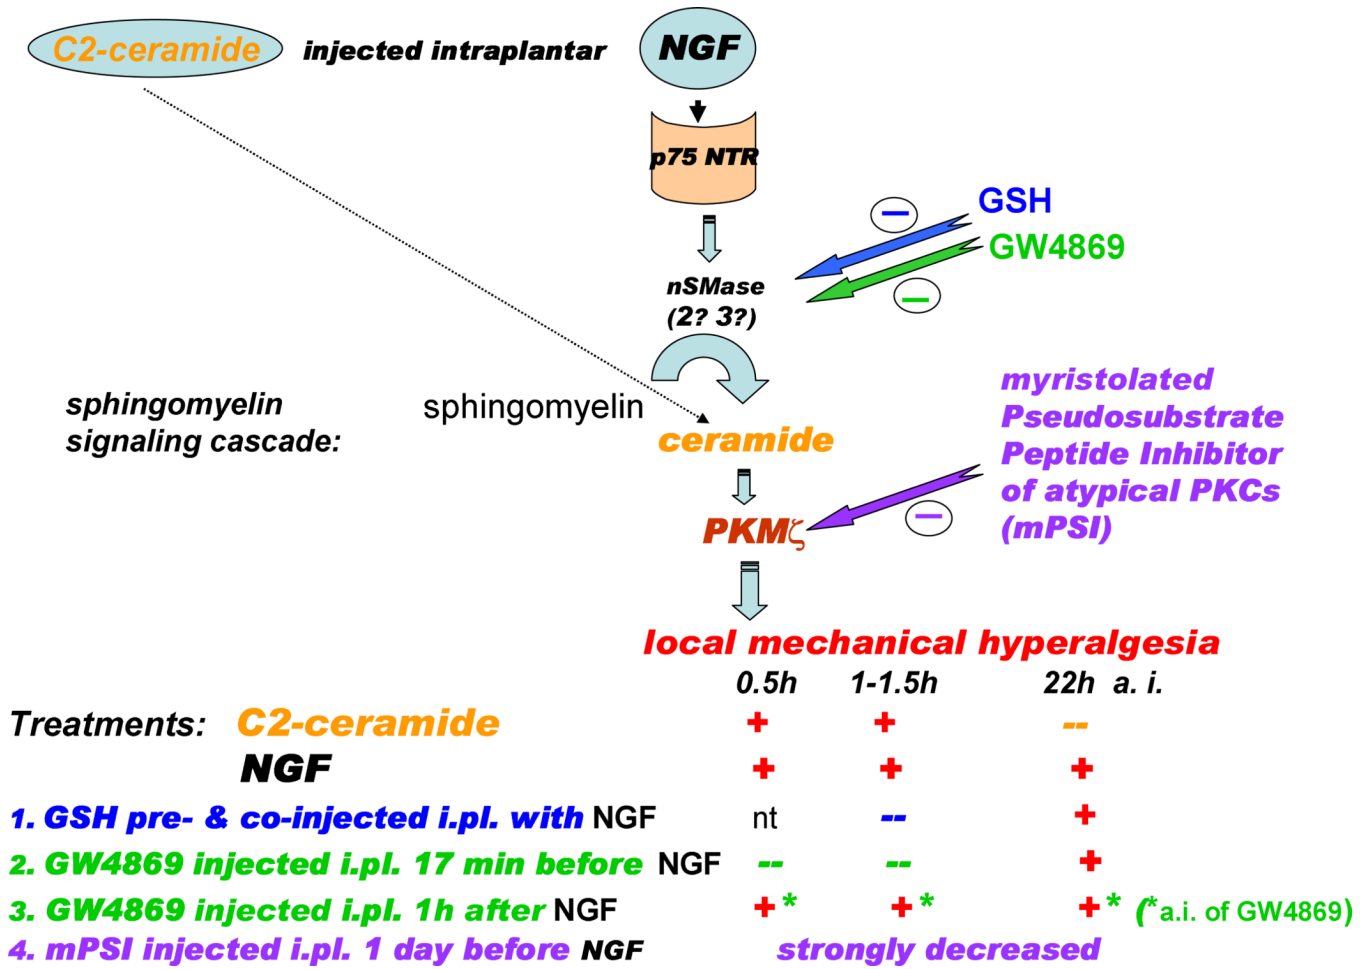 C2-ceramide injected intraplantar NGF
p75 NTR
GSH
GW4869
nSMase
(2? 3?)
sphingomyelin
signaling cascade:
sphingomyelin
ceramide
myristolated
Pseudosubstrate
Peptide Inhibitor
of atypical PKCs
(mPSI)
PKMζ
local mechanical hyperalgesia
0.5h 1-1.5h 22h a. i.
Treatments: C2-ceramide + + --
NGF + + +
1. GSH pre- & co-injected i.pl. with NGF nt -- +
2. GW4869 injected i.pl. 17 min before NGF -- -- +
3. GW4869 injected i.pl. 1h after NGF +* +* +* (*a.i. of GW4869)
4. mPSI injected i.pl. 1 day before NGF strongly decreased